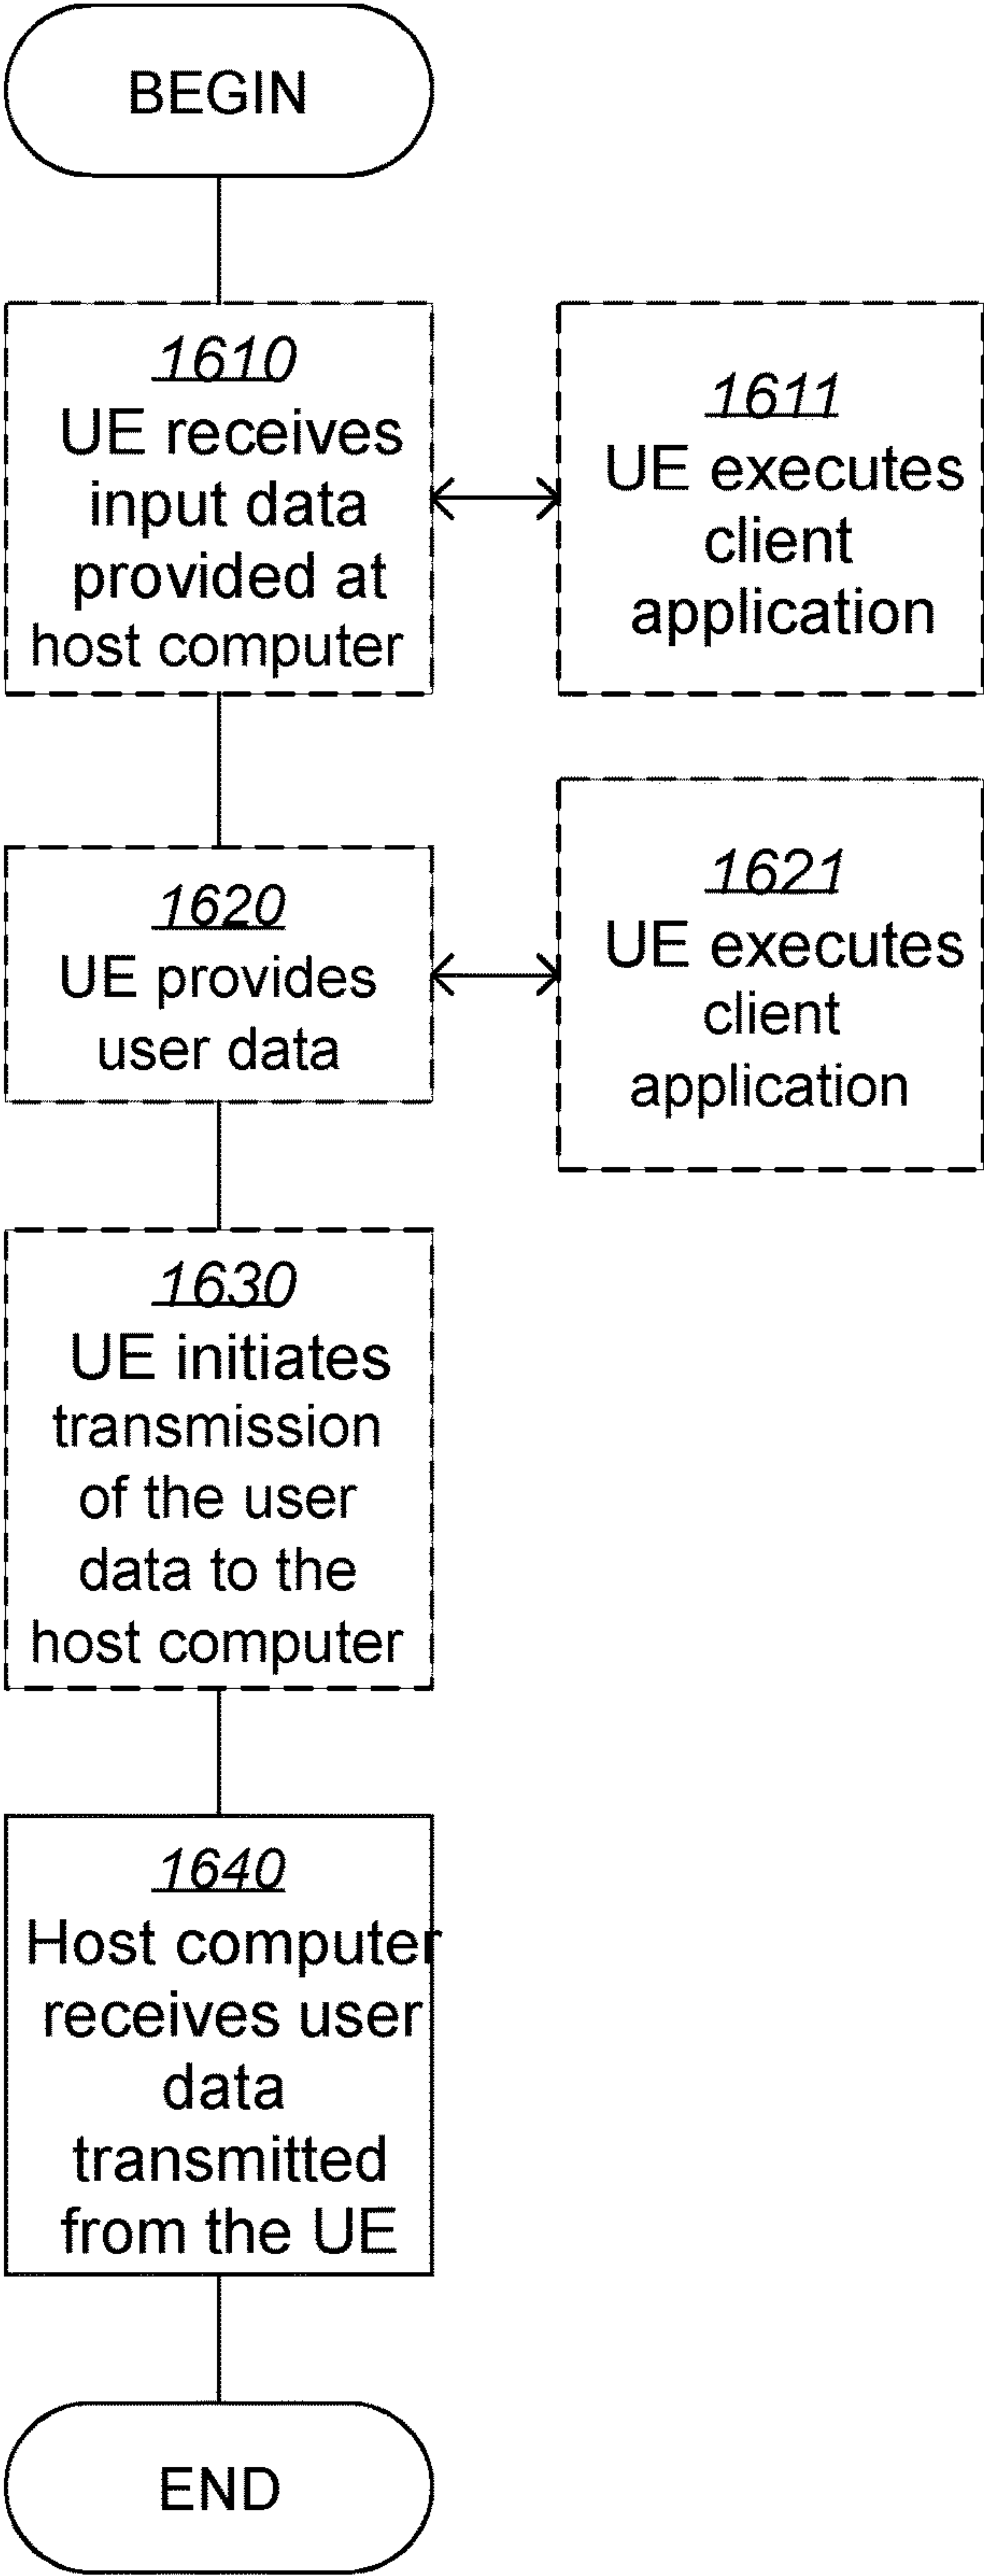 BEGIN
1610
UE receives
input data
provided at
host computer
1611
UE executes
client
application
1620
UE provides
user data
1621
UE executes
client
application
1630
UE initiates
transmission
of the user
data to the
host computer
1640
Host computer
receives user
data
transmitted
from the UE
END